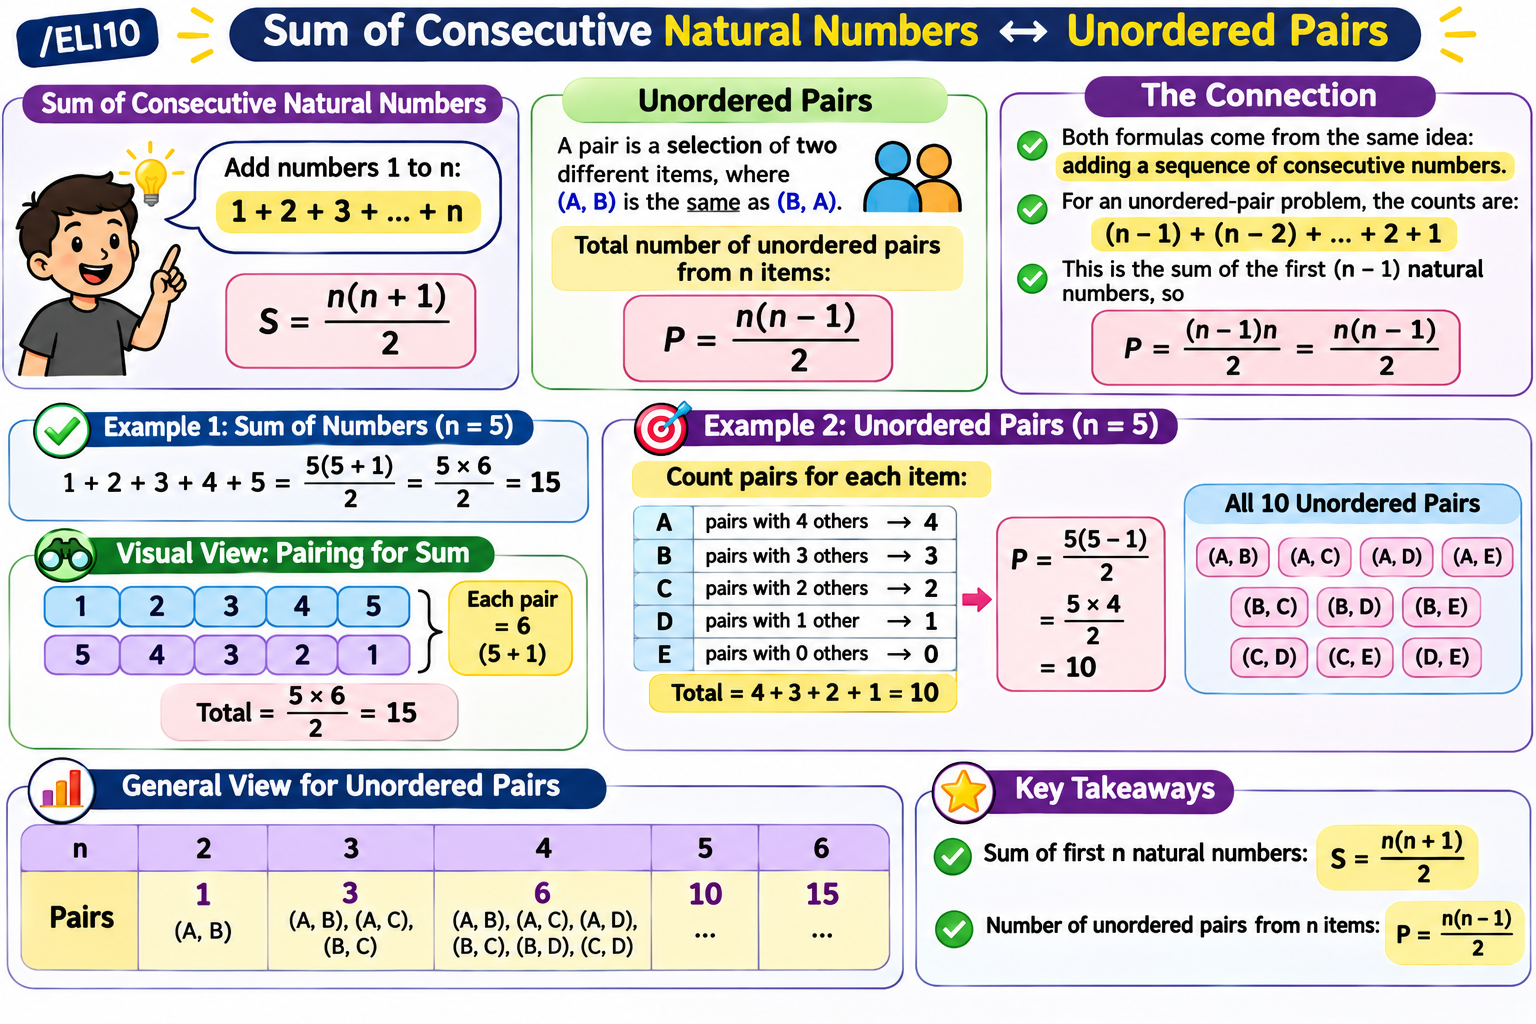 /ELI10
Sum of Consecutive Natural Numbers ↔ Unordered Pairs
Sum of Consecutive Natural Numbers
Add numbers 1 to n:
1 + 2 + 3 + ... + n
S = n(n + 1) / 2
Unordered Pairs
A pair is a selection of two
different items, where
(A, B) is the same as (B, A).
Total number of unordered pairs
from n items:
P = n(n − 1) / 2
The Connection
Both formulas come from the same idea:
adding a sequence of consecutive numbers.
For an unordered-pair problem, the counts are:
(n − 1) + (n − 2) + ... + 2 + 1
This is the sum of the first (n − 1) natural
numbers, so
P = (n − 1)n / 2 = n(n − 1) / 2
Example 1: Sum of Numbers (n = 5)
1 + 2 + 3 + 4 + 5 = 5(5 + 1) / 2 = 5 × 6 / 2 = 15
Visual View: Pairing for Sum
1 2 3 4 5
5 4 3 2 1
Each pair
= 6
(5 + 1)
Total = 5 × 6 / 2 = 15
Example 2: Unordered Pairs (n = 5)
Count pairs for each item:
A pairs with 4 others → 4
B pairs with 3 others → 3
C pairs with 2 others → 2
D pairs with 1 other → 1
E pairs with 0 others → 0
Total = 4 + 3 + 2 + 1 = 10
P = 5(5 − 1) / 2
= 5 × 4 / 2
= 10
All 10 Unordered Pairs
(A, B) (A, C) (A, D) (A, E)
(B, C) (B, D) (B, E)
(C, D) (C, E) (D, E)
General View for Unordered Pairs
n 2 3 4 5 6
Pairs 1 3 6 10 15
(A, B) (A, B), (A, C), (A, B), (A, C), (A, D), ... ...
(B, C) (B, C), (B, D), (C, D)
Key Takeaways
Sum of first n natural numbers: S = n(n + 1) / 2
Number of unordered pairs from n items: P = n(n − 1) / 2